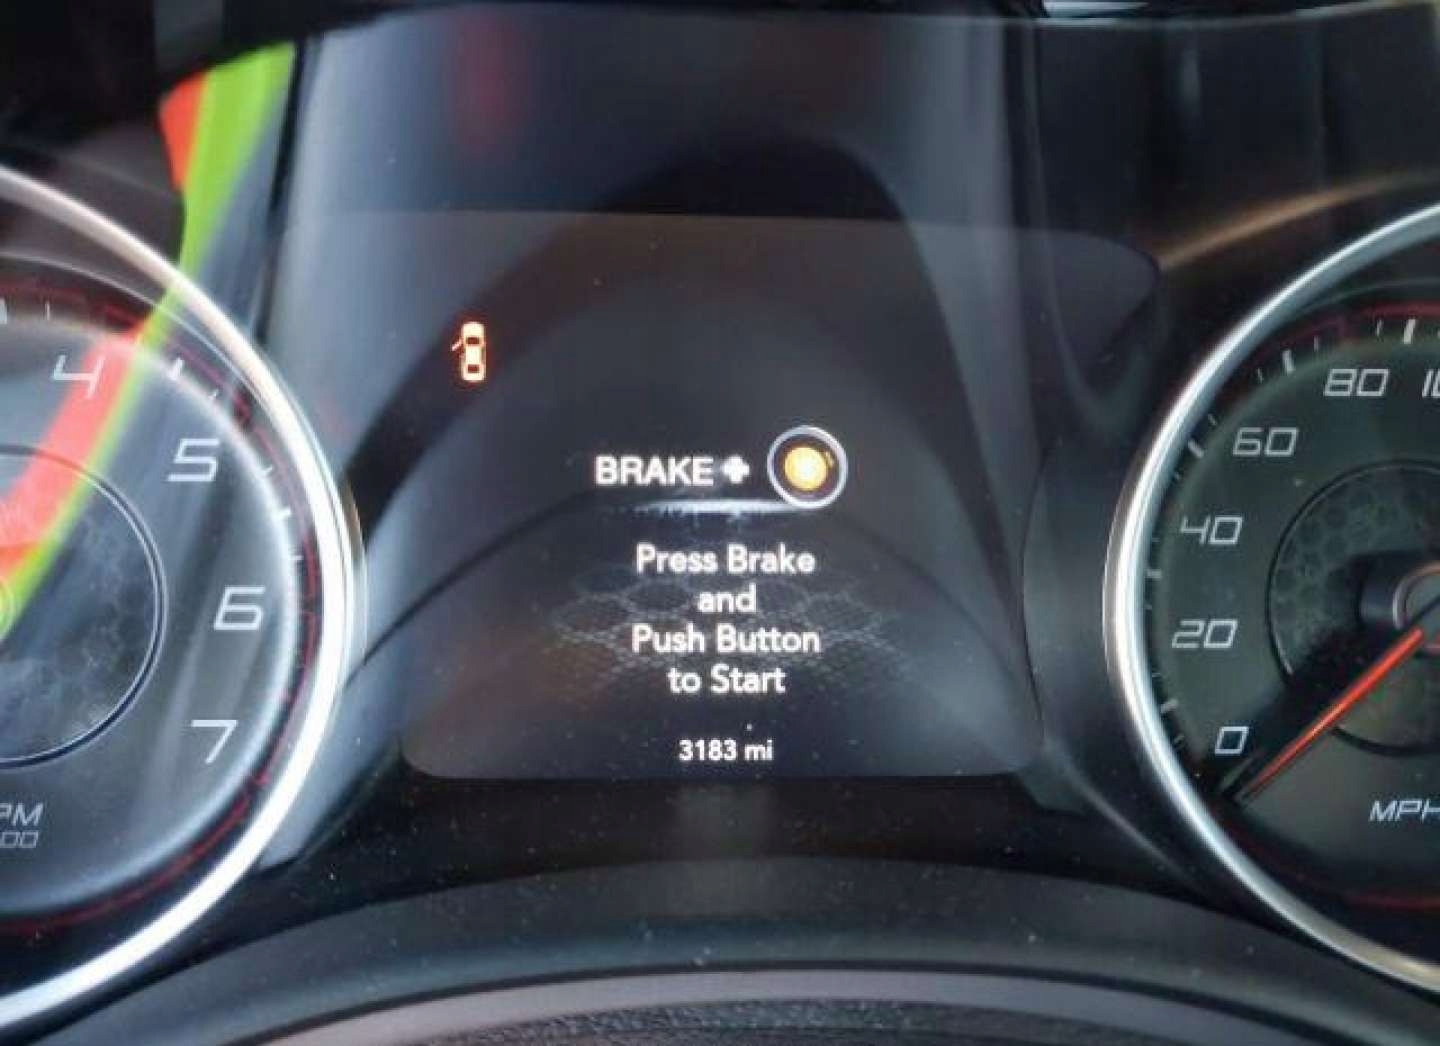 4
5
6
7
BRAKE +
Press Brake
and
Push Button
to Start
3183 mi
80
60
40
20
0